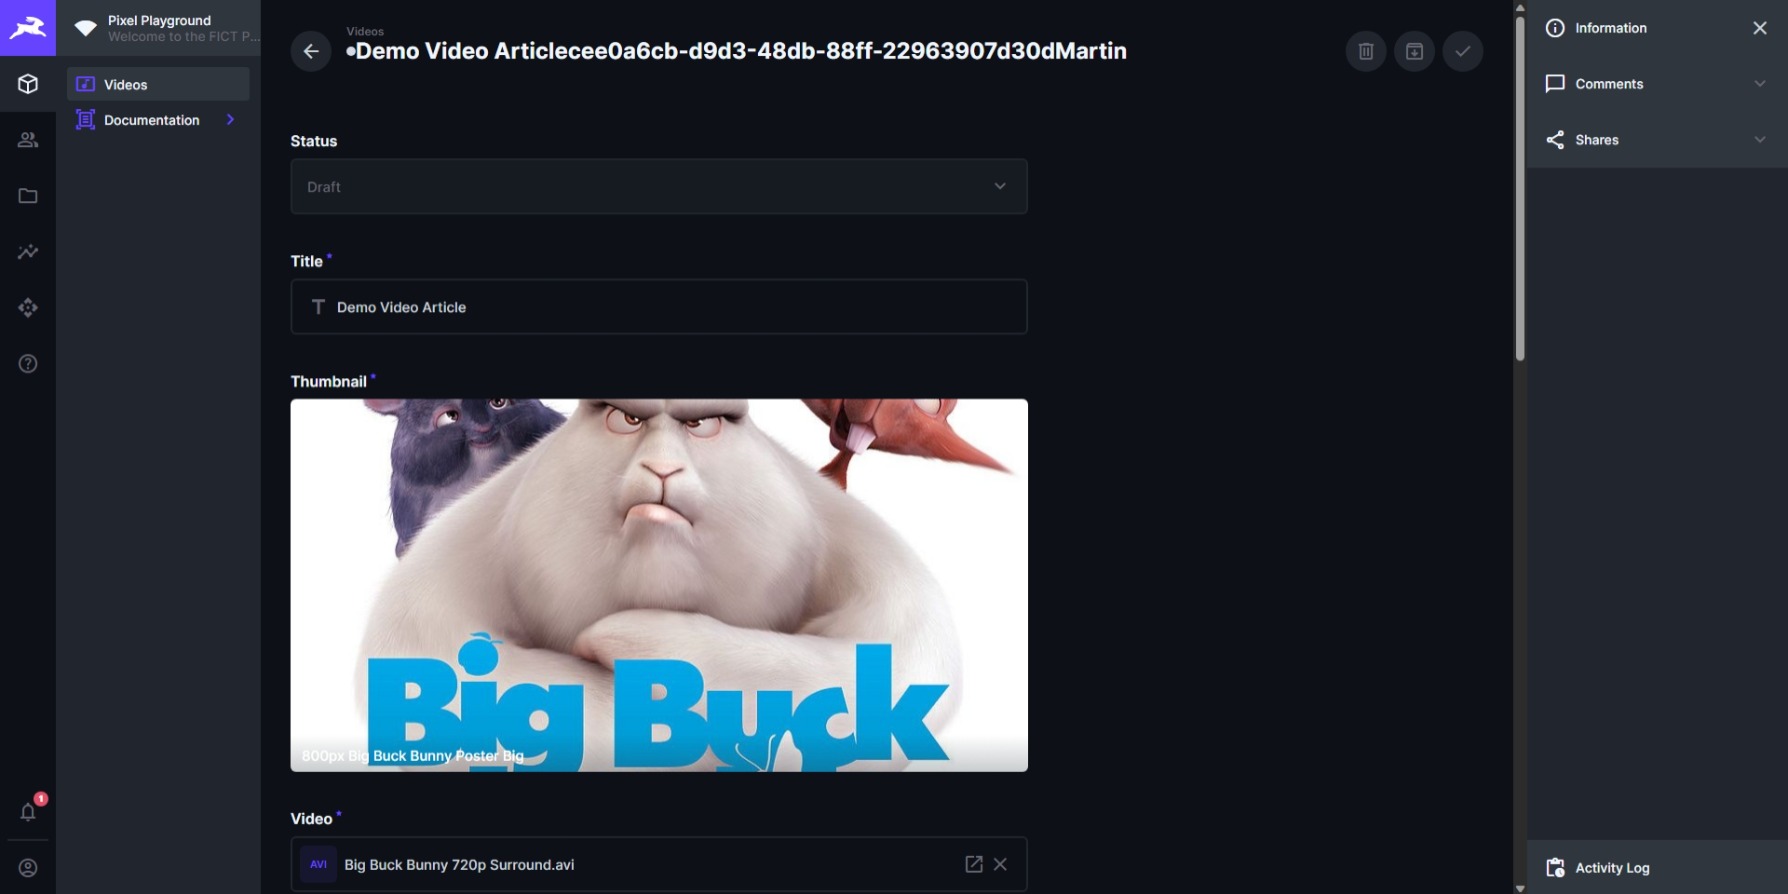 Pixel Playground
Welcome to the FICT P...
Videos
Documentation
1
Videos
Demo Video Articlecee0a6cb-d9d3-48db-88ff-22963907d30dMartin
Status
Draft
Title *
Demo Video Article
Thumbnail *
Big Buck
800px Big Buck Bunny Poster Big
Video *
AVI Big Buck Bunny 720p Surround.avi
Information
Comments
Shares
Activity Log